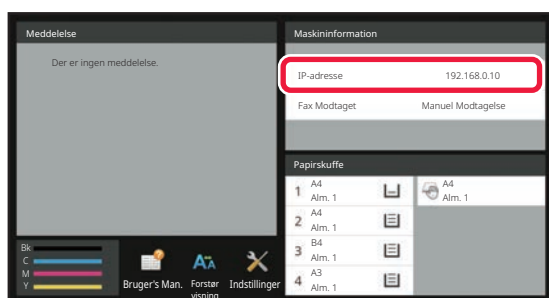 Meddelelse
Der er ingen meddelelse.
Maskininformation
IP-adresse 192.168.0.10
Fax Modtaget Manuel Modtagelse
Papirskuffe
1 A4
Alm. 1
A4
Alm. 1
2 A4
Alm. 1
3 B4
Alm. 1
4 A3
Alm. 1
Bk
C
M
Y
Bruger's Man.
Forstør
visning
Indstillinger